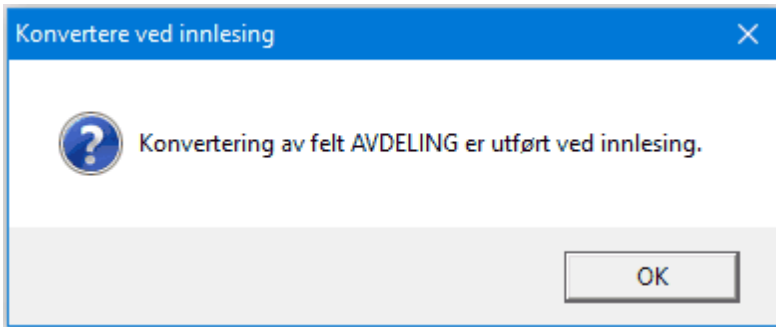 Konvertere ved innlesing
Konvertering av felt AVDELING er utført ved innlesing.
OK